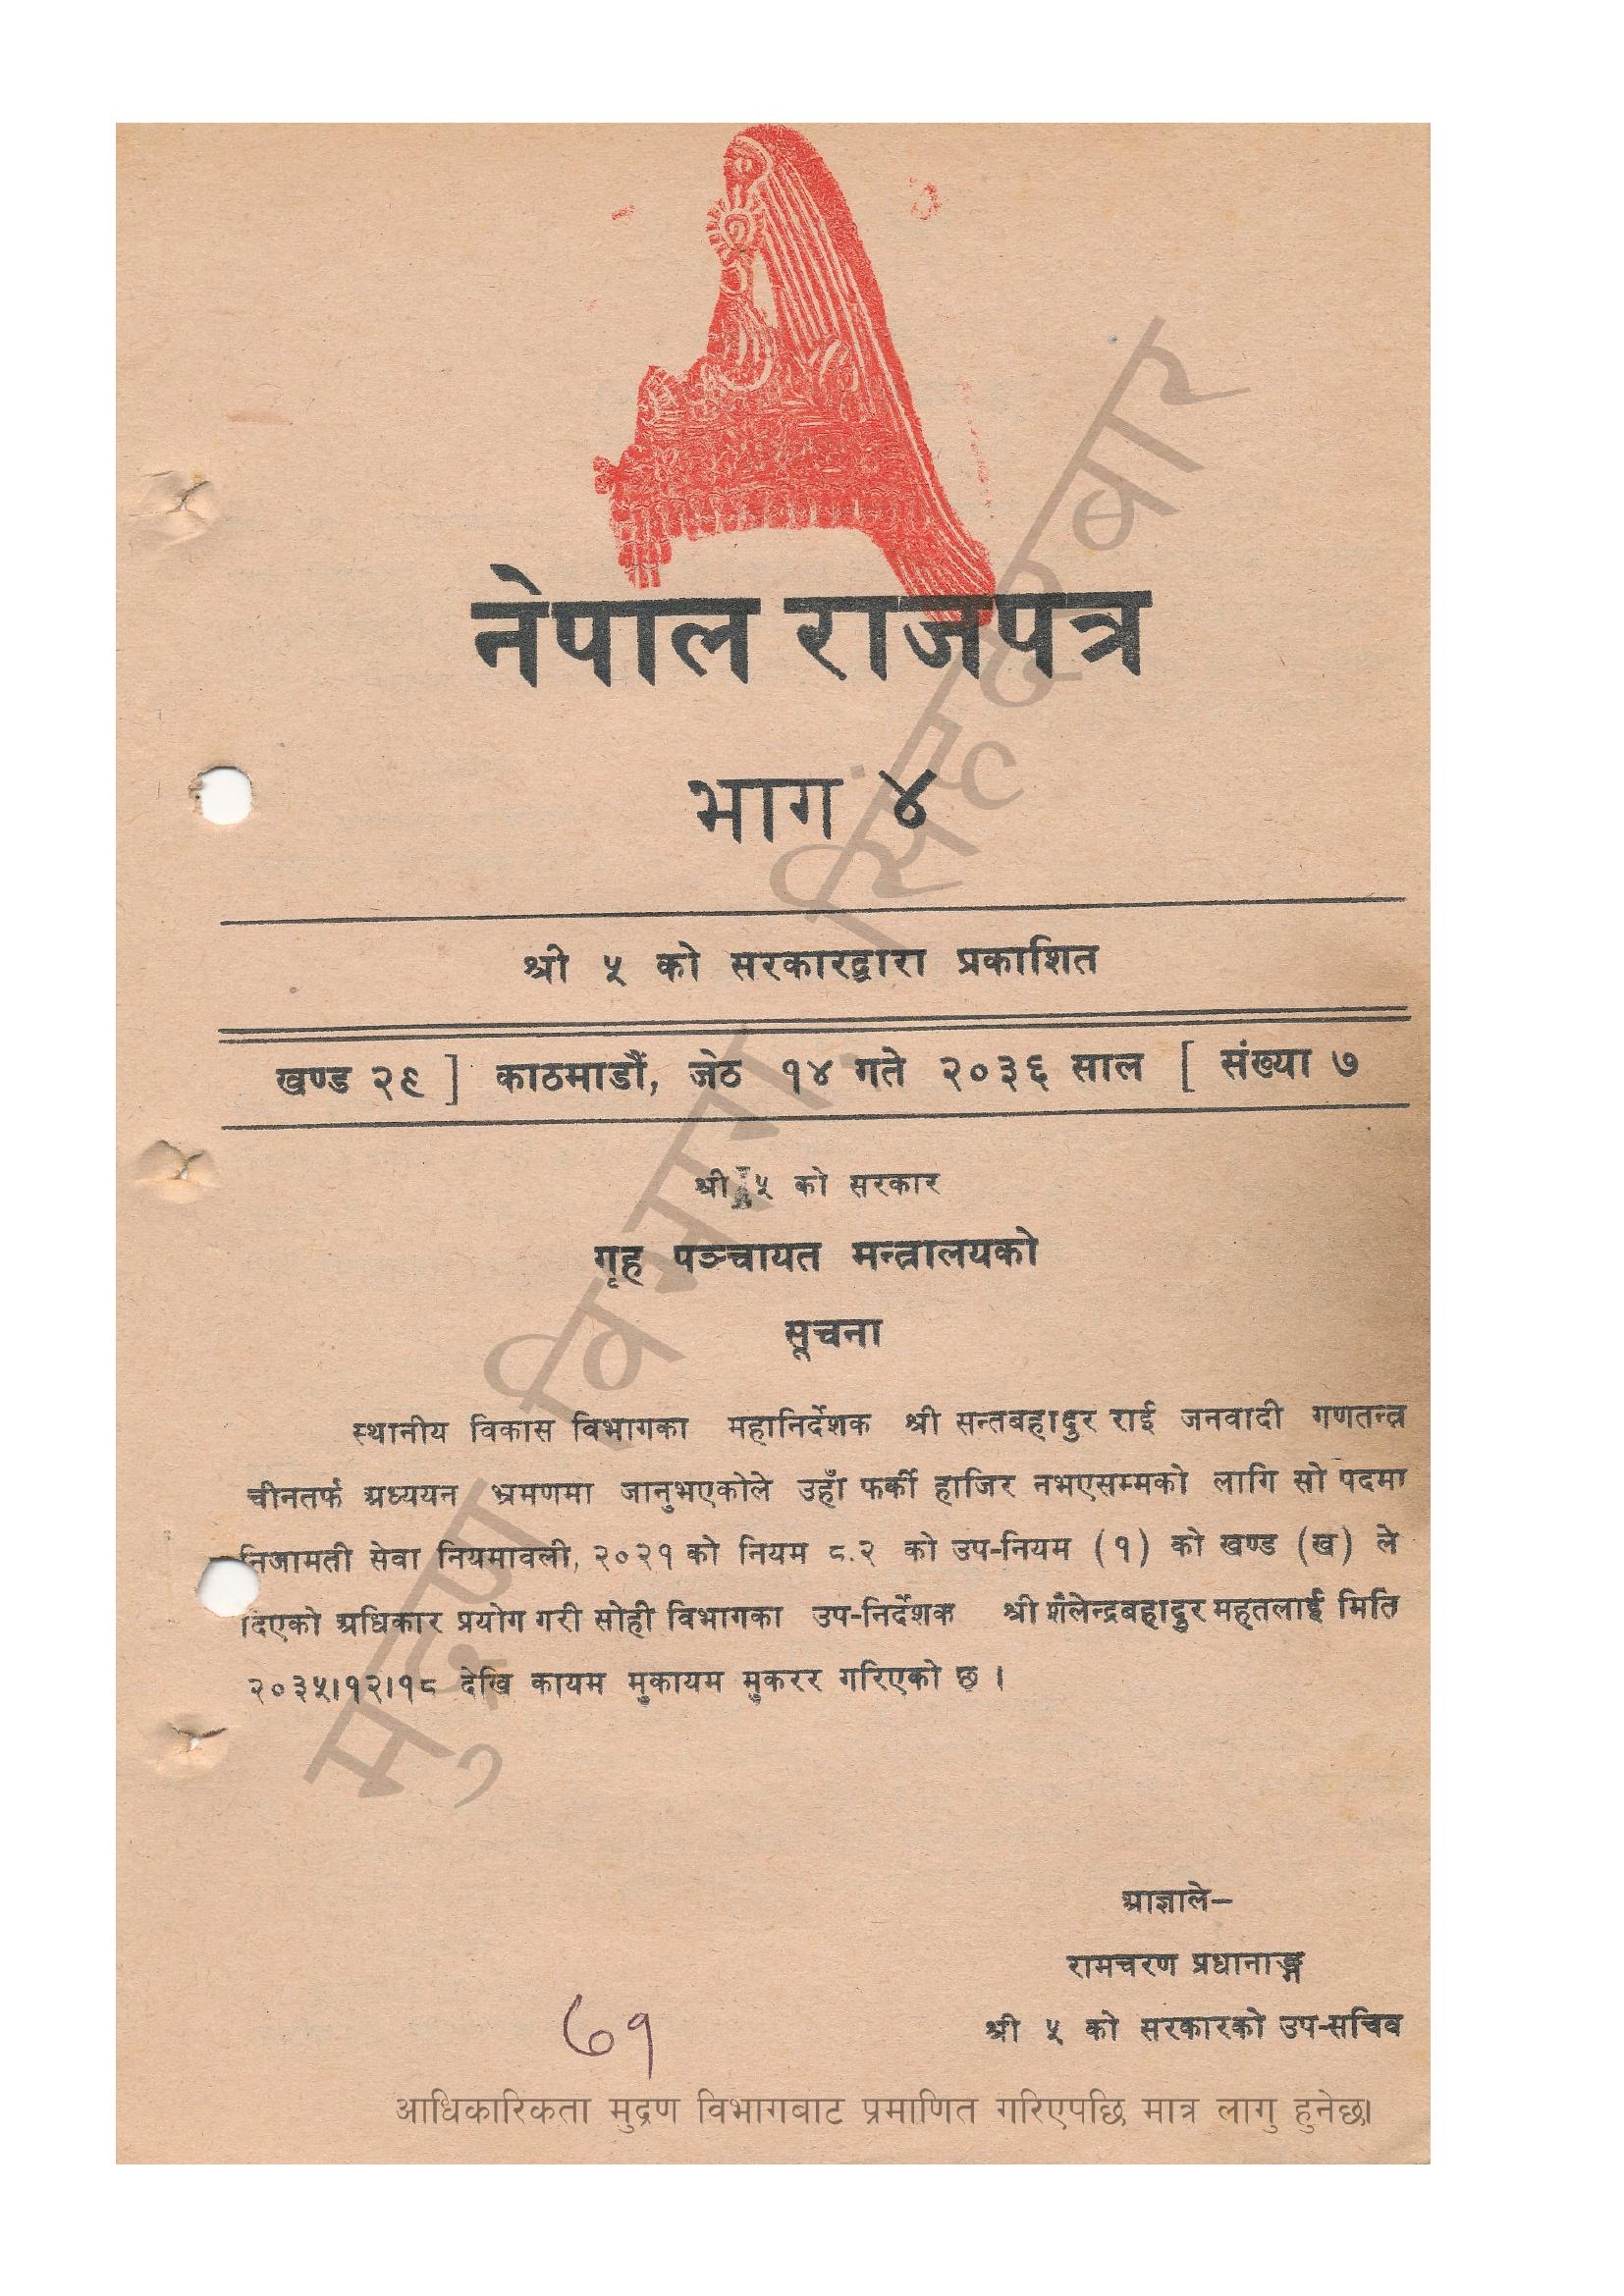 नेपाल राजपत्र
भाग ४
श्री ५ को सरकारद्वारा प्रकाशित
खण्ड २९ ] काठमाडौं, जेठ १४ गते २०३६ साल [ संख्या ७
श्री ५ को सरकार
गृह पञ्चायत मन्त्रालयको
सूचना
स्थानीय विकास विभागका महानिर्देशक श्री सन्तबहादुर राई जनवादी गणतन्त्र
चीनतर्फ अध्ययन भ्रमणमा जानुभएकोले उहाँ फर्की हाजिर नभएसम्मको लागि सो पदमा
निजामती सेवा नियमावली, २०२१ को नियम ८.२ को उप-नियम (१) को खण्ड (ख) ले
दिएको अधिकार प्रयोग गरी सोही विभागका उप-निर्देशक श्री शैलेन्द्रबहादुर महतलाई मिति
२०३५।१२।१८ देखि कायम मुकायम मुकरर गरिएको छ ।
आज्ञाले–
रामचरण प्रधानाङ्ग
श्री ५ को सरकारको उप-सचिव
७१
आधिकारिकता मुद्रण विभागबाट प्रमाणित गरिएपछि मात्र लागु हुनेछ।
मुद्रण विभाग, सिंहदरबार